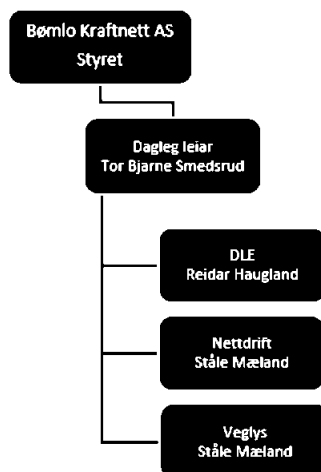 Bømlo Kraftnett AS
Styret
Dagleg leiar
Tor Bjarne Smedsrud
DLE
Reidar Haugland
Nettdrift
Ståle Mæland
Veglys
Ståle Mæland